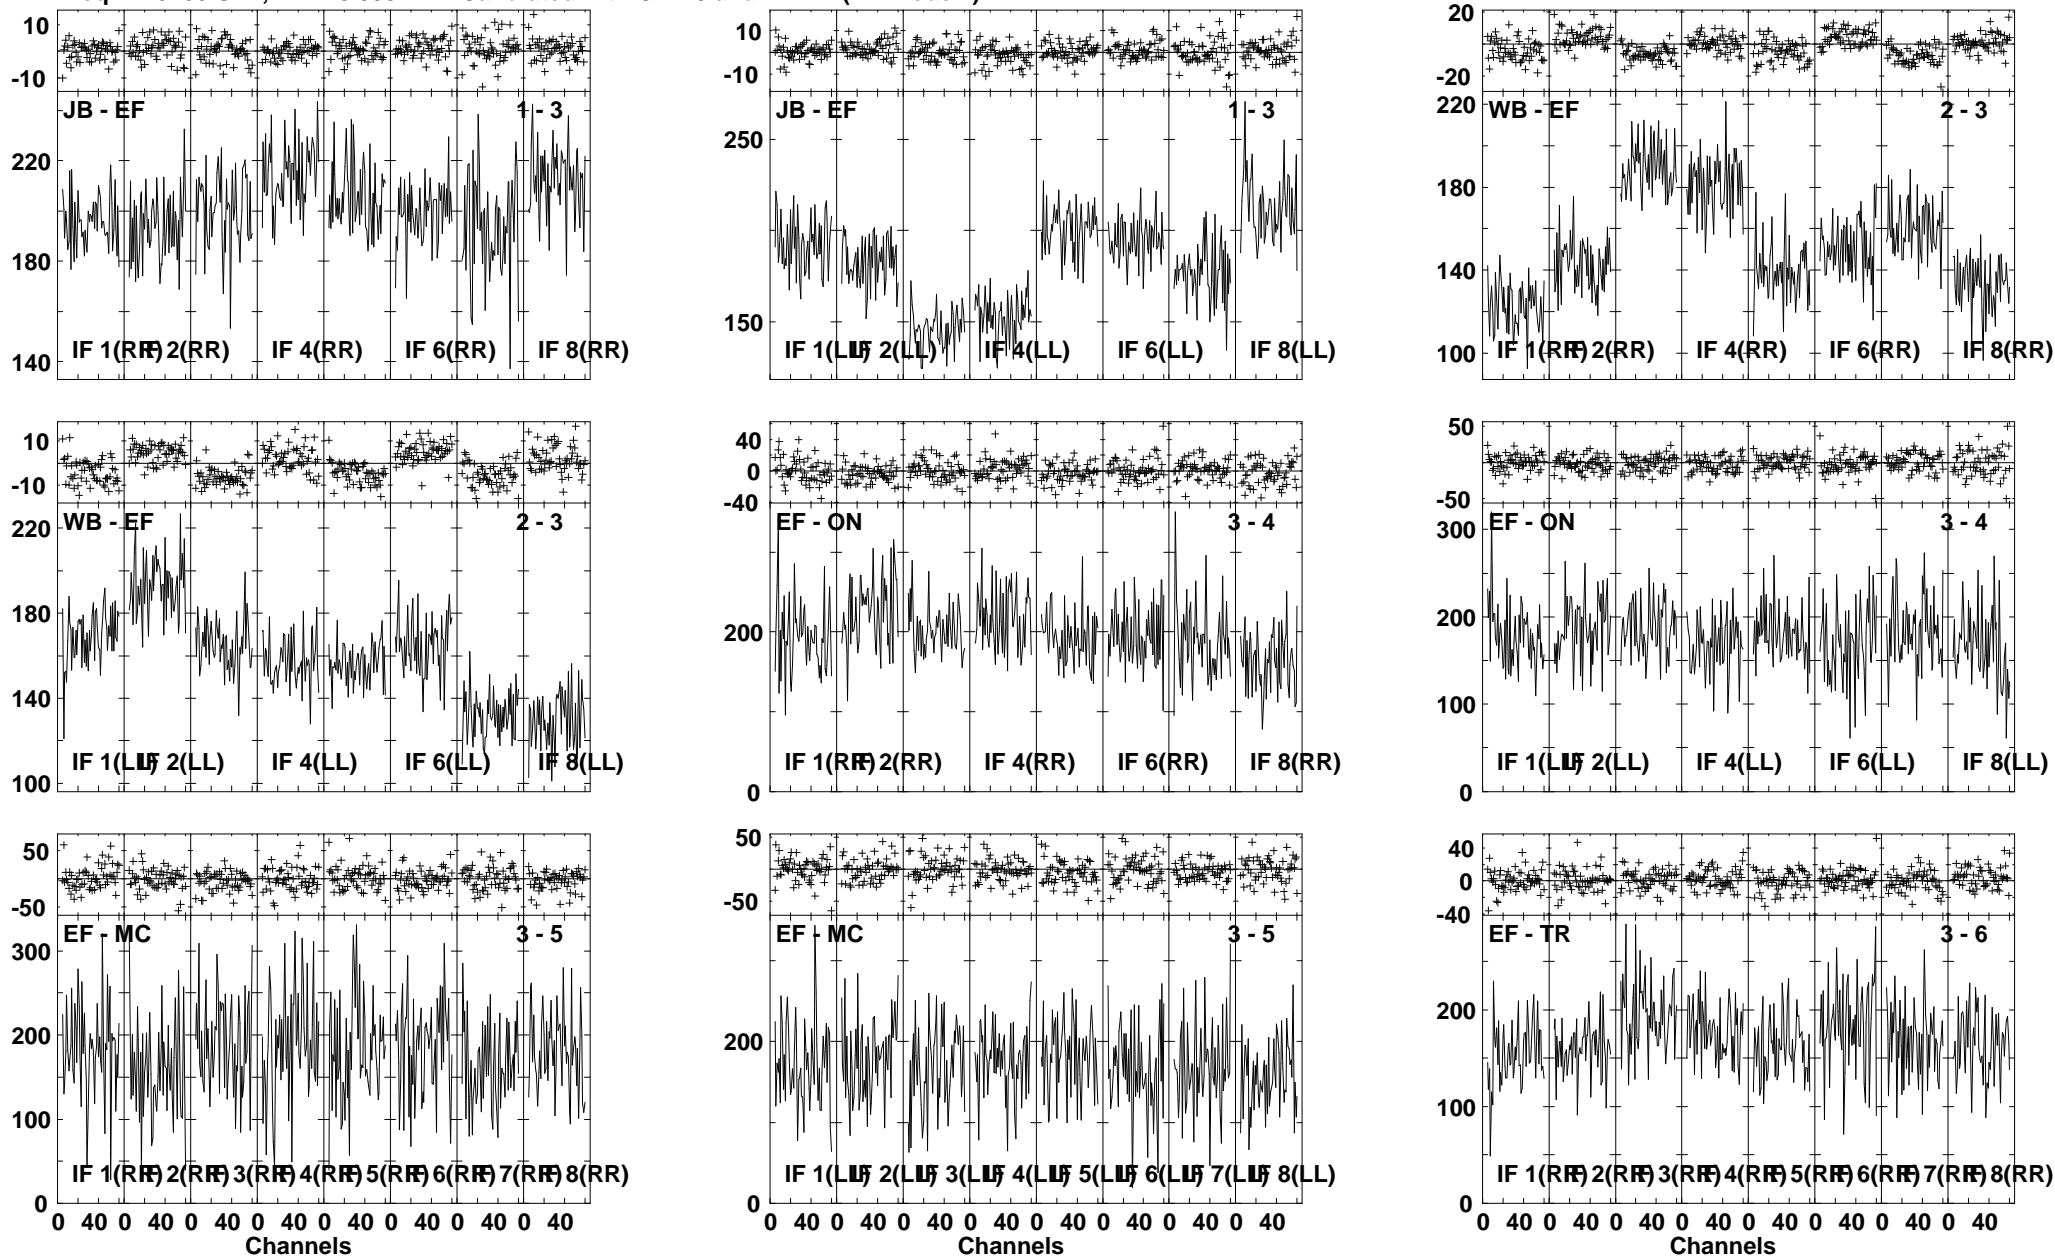 10
-10
JB - EF 1 - 3
220
180
140
IF 1(RR) IF 2(RR) IF 4(RR) IF 6(RR) IF 8(RR)
10
-10
JB - EF 1 - 3
250
150
IF 1(LL) IF 2(LL) IF 4(LL) IF 6(LL) IF 8(LL)
20
-20
WB - EF 2 - 3
220
180
140
100
IF 1(RR) IF 2(RR) IF 4(RR) IF 6(RR) IF 8(RR)
10
-10
WB - EF 2 - 3
220
180
140
100
IF 1(LL) IF 2(LL) IF 4(LL) IF 6(LL) IF 8(LL)
40
0
-40
EF - ON 3 - 4
200
0
IF 1(RR) IF 2(RR) IF 4(RR) IF 6(RR) IF 8(RR)
50
-50
EF - ON 3 - 4
300
200
100
0
IF 1(LL) IF 2(LL) IF 4(LL) IF 6(LL) IF 8(LL)
50
-50
EF - MC 3 - 5
300
200
100
0
IF 1(RR) IF 2(RR) IF 3(RR) IF 4(RR) IF 5(RR) IF 6(RR) IF 7(RR) IF 8(RR)
0 40 0 40 0 40 0 40 0 40 0 40 0 40 0 40
Channels
50
-50
EF - MC 3 - 5
200
0
IF 1(LL) IF 2(LL) IF 3(LL) IF 4(LL) IF 5(LL) IF 6(LL) IF 7(LL) IF 8(LL)
0 40 0 40 0 40 0 40 0 40 0 40 0 40 0 40
Channels
40
0
-40
EF - TR 3 - 6
200
100
0
IF 1(RR) IF 2(RR) IF 3(RR) IF 4(RR) IF 5(RR) IF 6(RR) IF 7(RR) IF 8(RR)
0 40 0 40 0 40 0 40 0 40 0 40 0 40 0 40
Channels